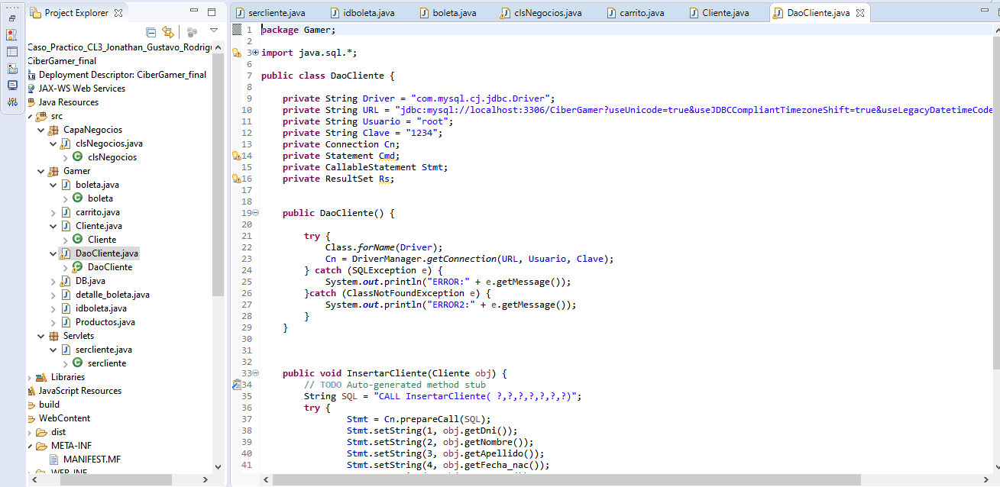 Project Explorer
Caso_Practico_CL3_Jonathan_Gustavo_Rodrig
CiberGamer_final
Deployment Descriptor: CiberGamer_final
JAX-WS Web Services
Java Resources
src
CapaNegocios
clsNegocios.java
clsNegocios
Gamer
boleta.java
boleta
carrito.java
Cliente.java
Cliente
DaoCliente.java
DaoCliente
DB.java
detalle_boleta.java
idboleta.java
Productos.java
Servlets
sercliente.java
sercliente
Libraries
JavaScript Resources
build
WebContent
dist
META-INF
MANIFEST.MF
WEB-INF
sercliente.java idboleta.java boleta.java clsNegocios.java carrito.java Cliente.java DaoCliente.java
1 package Gamer;
2
3 import java.sql.*;
6
7 public class DaoCliente {
8
9 private String Driver = "com.mysql.cj.jdbc.Driver";
10 private String URL = "jdbc:mysql://localhost:3306/CiberGamer?useUnicode=true&useJDBCCompliantTimezoneShift=true&useLegacyDatetimeCode
11 private String Usuario = "root";
12 private String Clave = "1234";
13 private Connection Cn;
14 private Statement Cmd;
15 private CallableStatement Stmt;
16 private ResultSet Rs;
17
18
19 public DaoCliente() {
20
21 try {
22 Class.forName(Driver);
23 Cn = DriverManager.getConnection(URL, Usuario, Clave);
24 } catch (SQLException e) {
25 System.out.println("ERROR:" + e.getMessage());
26 }catch (ClassNotFoundException e) {
27 System.out.println("ERROR2:" + e.getMessage());
28 }
29 }
30
31
32
33 public void InsertarCliente(Cliente obj) {
34 // TODO Auto-generated method stub
35 String SQL = "CALL InsertarCliente( ?,?,?,?,?,?,?)";
36 try {
37 Stmt = Cn.prepareCall(SQL);
38 Stmt.setString(1, obj.getDni());
39 Stmt.setString(2, obj.getNombre());
40 Stmt.setString(3, obj.getApellido());
41 Stmt.setString(4, obj.getFecha_nac());